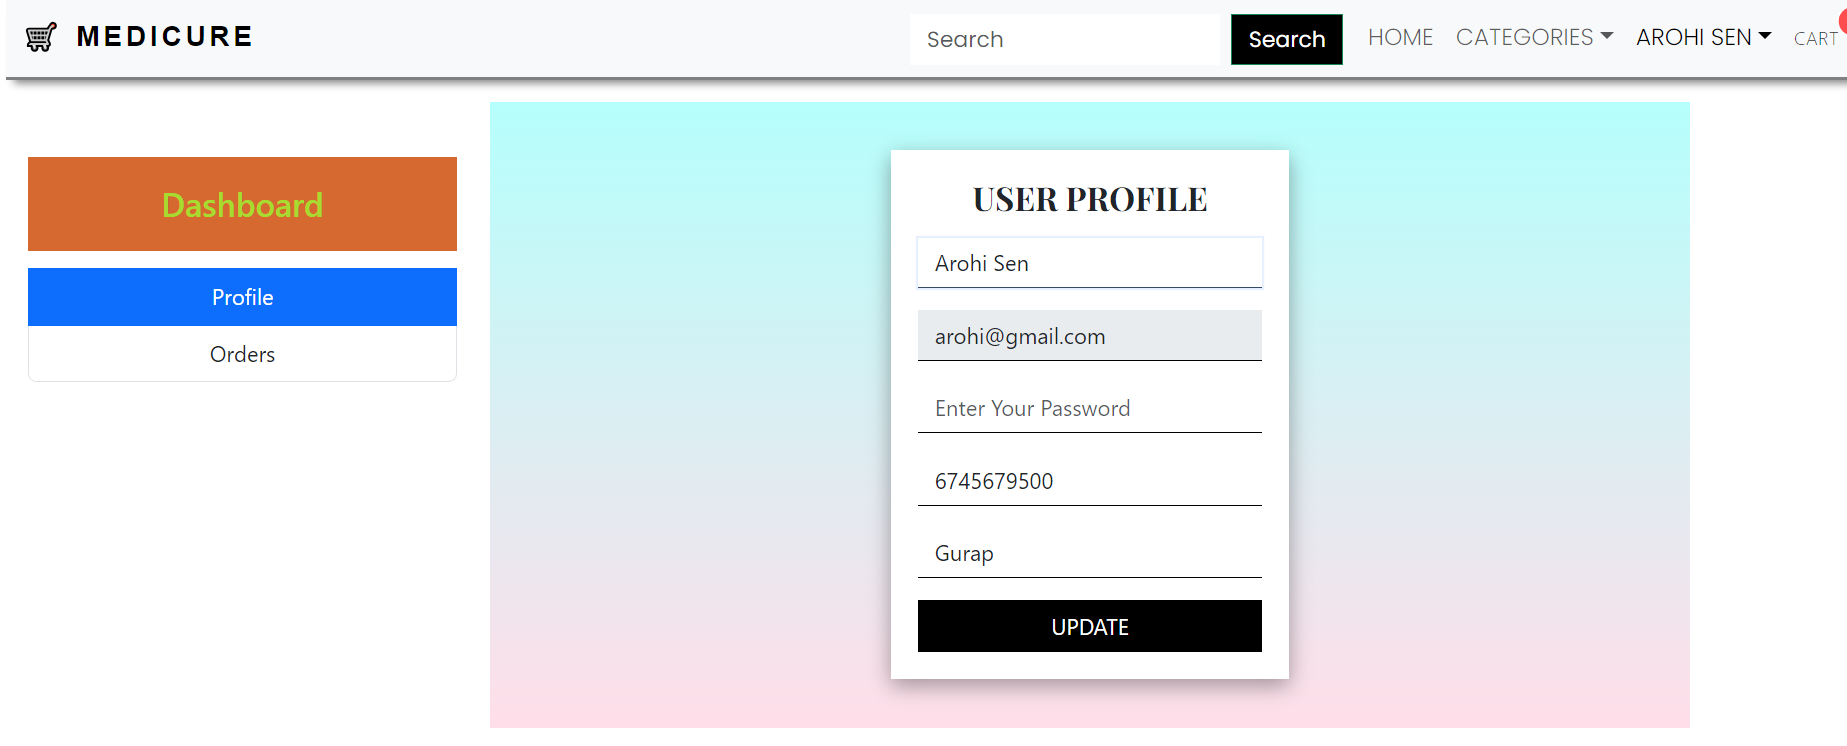 MEDICURE
Search
Search
HOME
CATEGORIES
AROHI SEN
CART
Dashboard
Profile
Orders
USER PROFILE
Arohi Sen
arohi@gmail.com
Enter Your Password
6745679500
Gurap
UPDATE